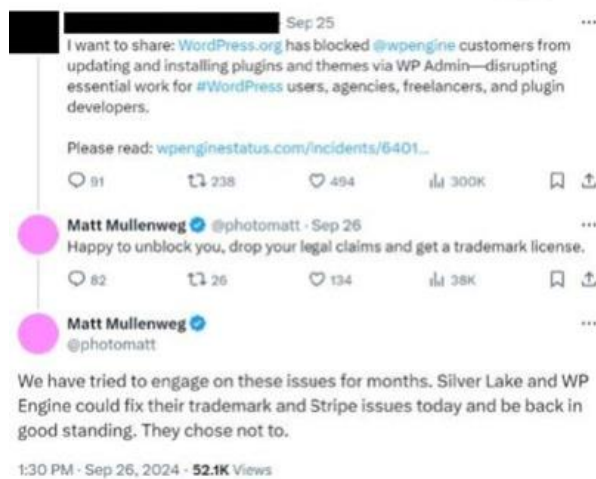 Sep 25
I want to share: WordPress.org has blocked @wpengine customers from
updating and installing plugins and themes via WP Admin—disrupting
essential work for #WordPress users, agencies, freelancers, and plugin
developers.
Please read: wpenginestatus.com/incidents/6401...
91 238 494 300K
Matt Mullenweg @photomatt · Sep 26
Happy to unblock you, drop your legal claims and get a trademark license.
82 26 134 38K
Matt Mullenweg
@photomatt
We have tried to engage on these issues for months. Silver Lake and WP
Engine could fix their trademark and Stripe issues today and be back in
good standing. They chose not to.
1:30 PM · Sep 26, 2024 · 52.1K Views